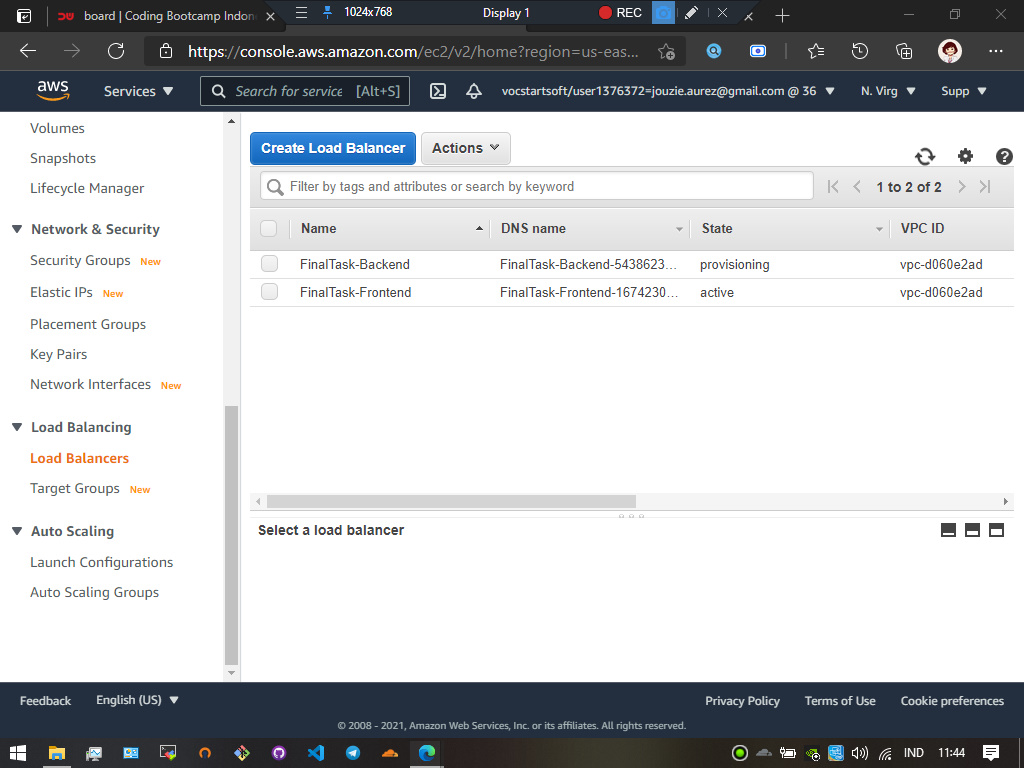 board | Coding Bootcamp Indon
1024x768
Display 1
REC
https://console.aws.amazon.com/ec2/v2/home?region=us-eas...
aws
Services
Search for service
[Alt+S]
vocstartsoft/user1376372=jouzie.aurez@gmail.com @ 36
N. Virg
Supp
Volumes
Snapshots
Lifecycle Manager
Network & Security
Security Groups New
Elastic IPs New
Placement Groups
Key Pairs
Network Interfaces New
Load Balancing
Load Balancers
Target Groups New
Auto Scaling
Launch Configurations
Auto Scaling Groups
Create Load Balancer
Actions
Filter by tags and attributes or search by keyword
1 to 2 of 2
Name DNS name State VPC ID
FinalTask-Backend FinalTask-Backend-5438623... provisioning vpc-d060e2ad
FinalTask-Frontend FinalTask-Frontend-1674230... active vpc-d060e2ad
Select a load balancer
Feedback English (US) Privacy Policy Terms of Use Cookie preferences
© 2008 - 2021, Amazon Web Services, Inc. or its affiliates. All rights reserved.
IND 11:44